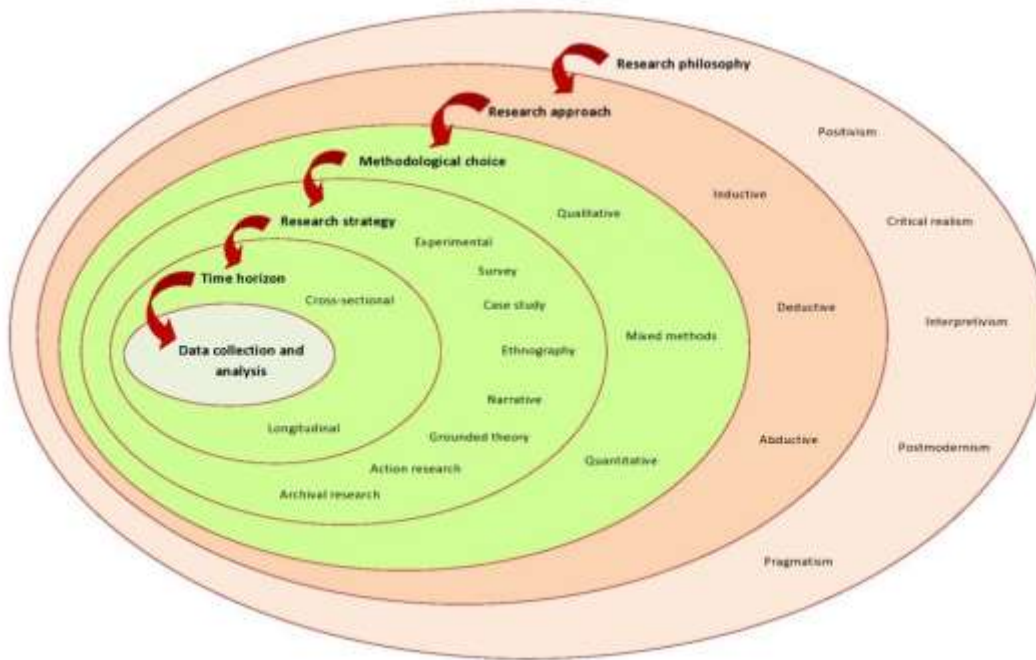 Research philosophy
Research approach
Positivism
Methodological choice
Inductive
Qualitative
Research strategy
Critical realism
Experimental
Survey
Time horizon
Cross-sectional
Case study
Deductive
Interpretivism
Mixed methods
Data collection and
analysis
Ethnography
Narrative
Longitudinal
Grounded theory
Abductive
Postmodernism
Quantitative
Action research
Archival research
Pragmatism